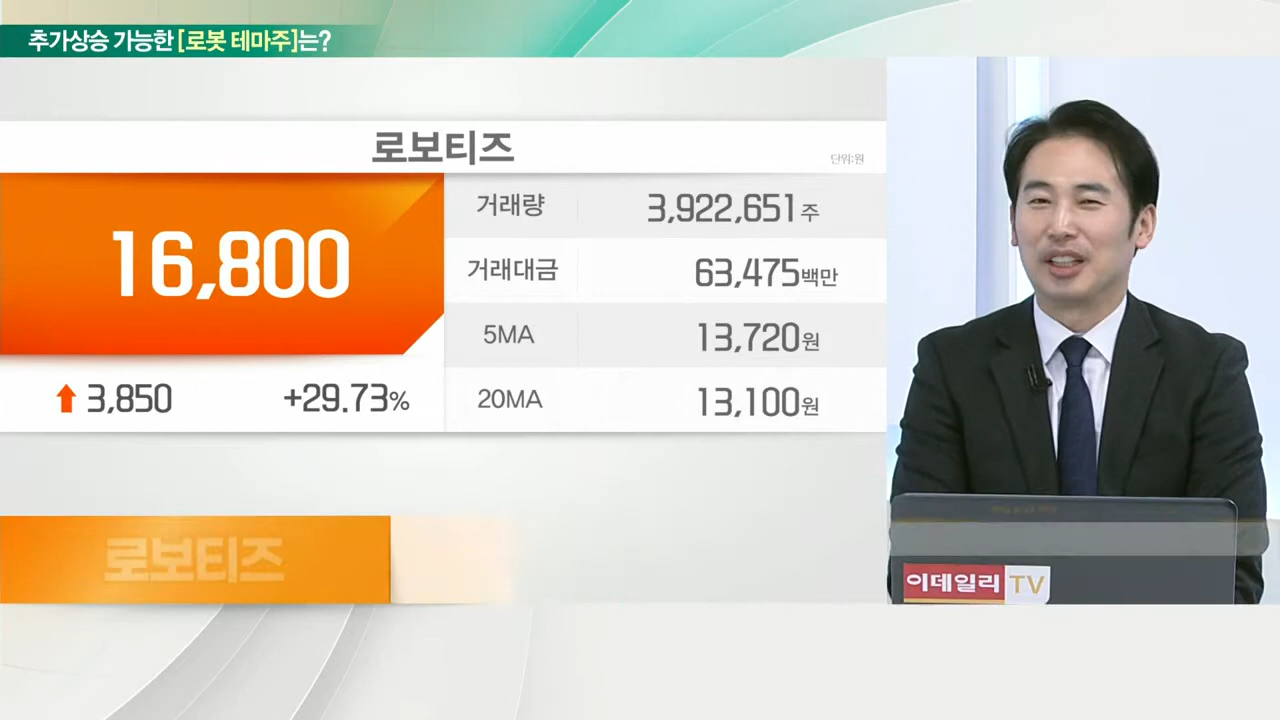 추가상승 가능한 [로봇 테마주]는?
로보티즈
단위:원
16,800
3,850 +29.73%
거래량 3,922,651주
거래대금 63,475백만
5MA 13,720원
20MA 13,100원
로보티즈
이데일리 TV